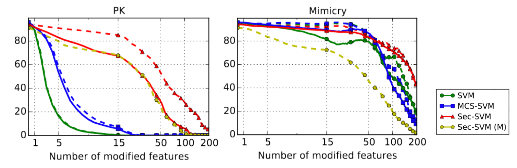 PK
Mimicry
80
60
40
20
0
1 5 15 50 100 200
Number of modified features
80
60
40
20
0
1 5 15 50 100 200
Number of modified features
SVM
MCS-SVM
Sec-SVM
Sec-SVM (M)